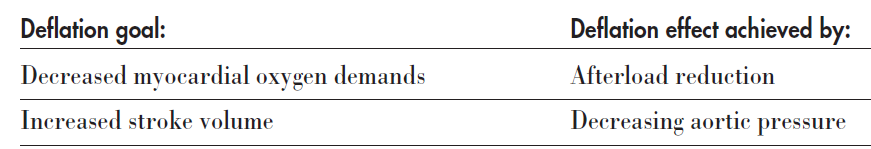 Deflation goal: Deflation effect achieved by:
Decreased myocardial oxygen demands Afterload reduction
Increased stroke volume Decreasing aortic pressure